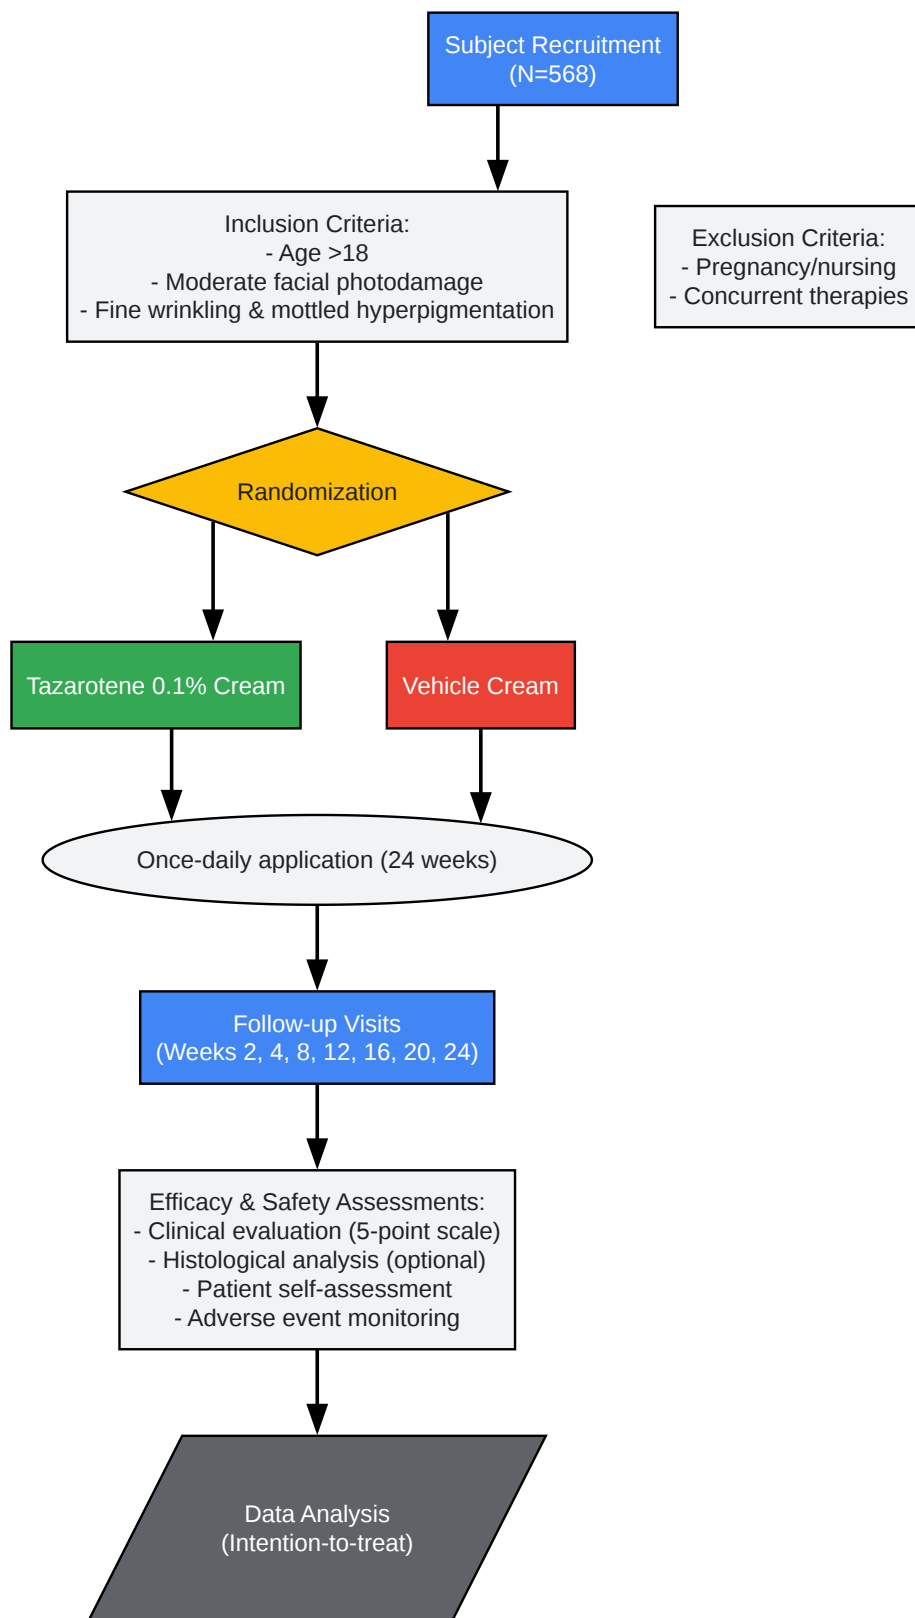 Subject Recruitment
(N=568)
Inclusion Criteria:
- Age >18
- Moderate facial photodamage
- Fine wrinkling & mottled hyperpigmentation
Exclusion Criteria:
- Pregnancy/nursing
- Concurrent therapies
Randomization
Tazarotene 0.1% Cream
Vehicle Cream
Once-daily application (24 weeks)
Follow-up Visits
(Weeks 2, 4, 8, 12, 16, 20, 24)
Efficacy & Safety Assessments:
- Clinical evaluation (5-point scale)
- Histological analysis (optional)
- Patient self-assessment
- Adverse event monitoring
Data Analysis
(Intention-to-treat)